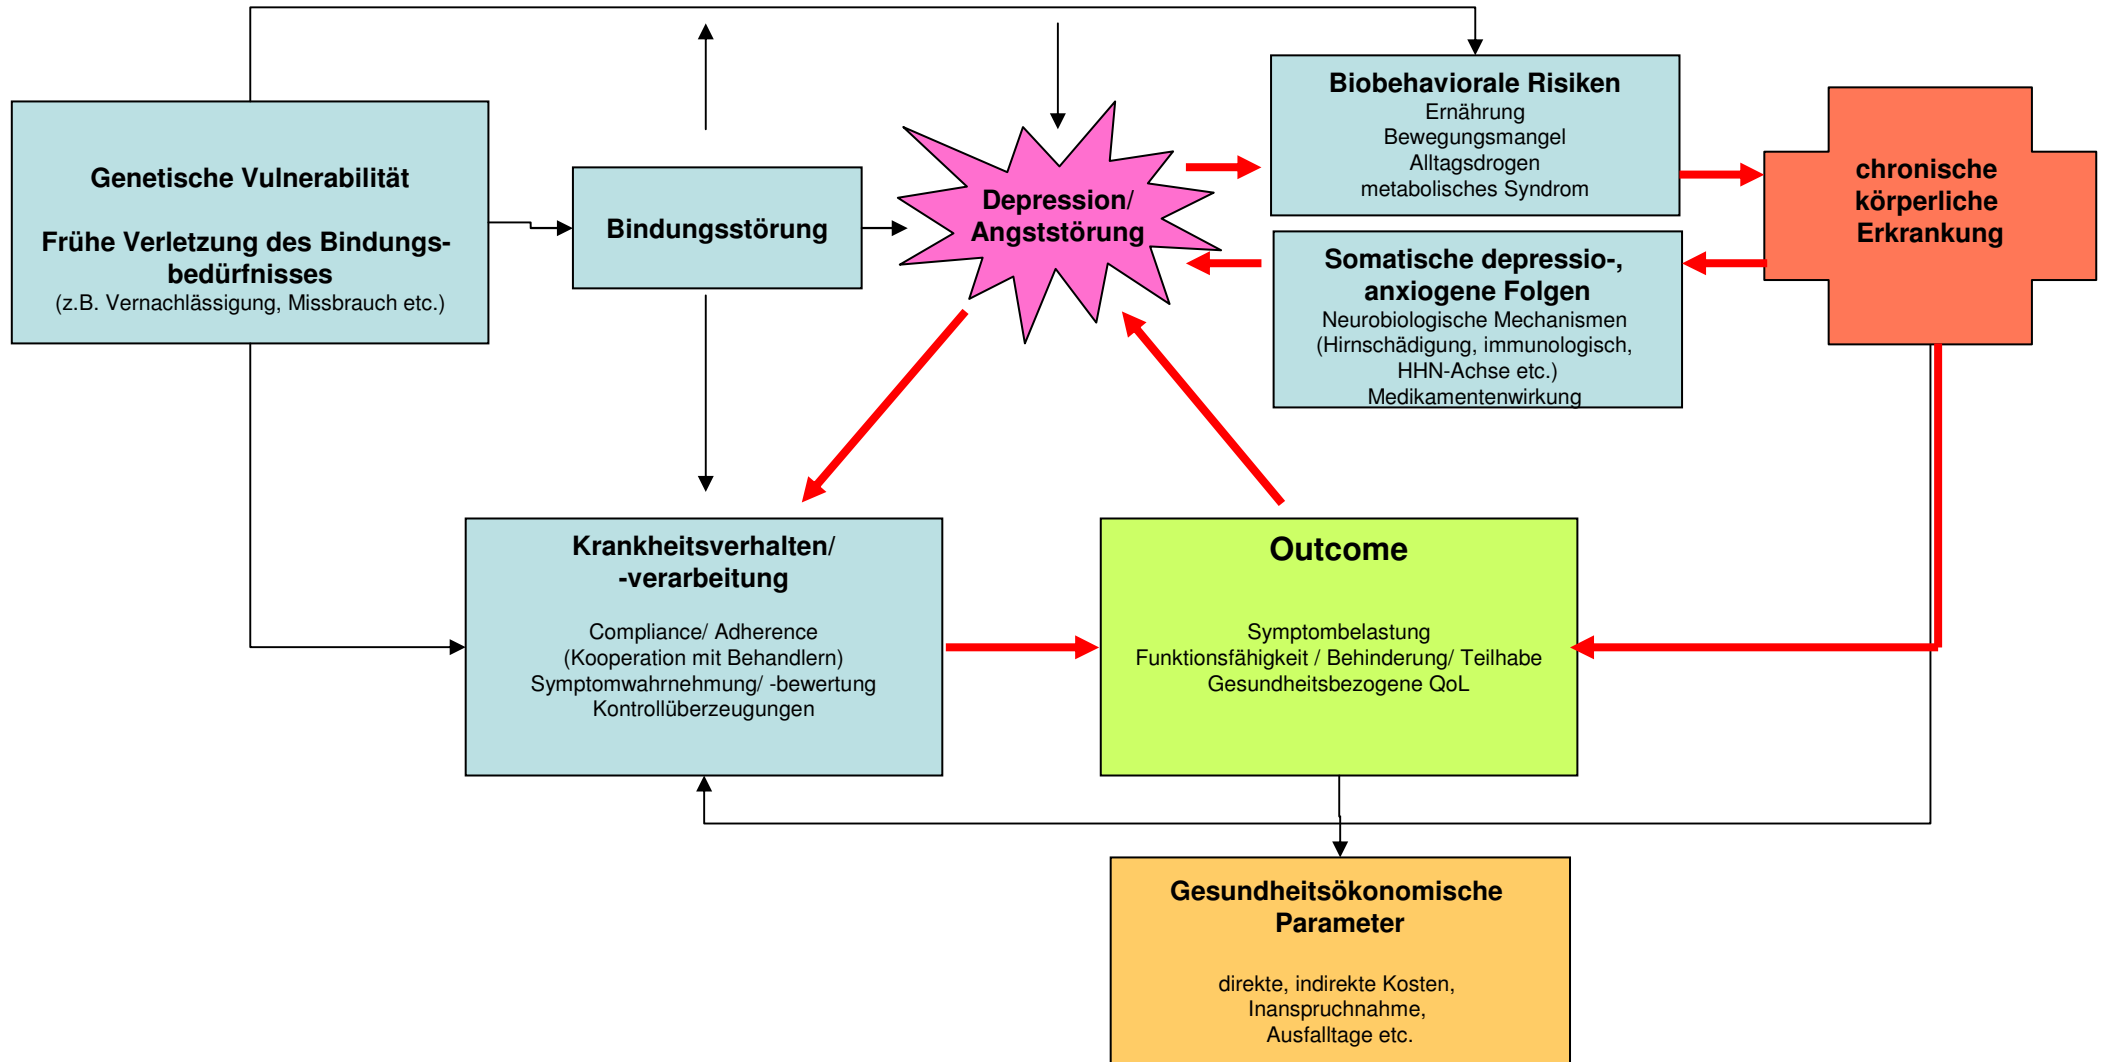 Genetische Vulnerabilität
Frühe Verletzung des Bindungs-
bedürfnisses
(z.B. Vernachlässigung, Missbrauch etc.)
Bindungsstörung
Depression/
Angststörung
Biobehaviorale Risiken
Ernährung
Bewegungsmangel
Alltagsdrogen
metabolisches Syndrom
Somatische depressio-,
anxiogene Folgen
Neurobiologische Mechanismen
(Hirnschädigung, immunologisch,
HHN-Achse etc.)
Medikamentenwirkung
chronische
körperliche
Erkrankung
Krankheitsverhalten/
-verarbeitung
Compliance/ Adherence
(Kooperation mit Behandlern)
Symptomwahrnehmung/ -bewertung
Kontrollüberzeugungen
Outcome
Symptombelastung
Funktionsfähigkeit / Behinderung/ Teilhabe
Gesundheitsbezogene QoL
Gesundheitsökonomische
Parameter
direkte, indirekte Kosten,
Inanspruchnahme,
Ausfalltage etc.